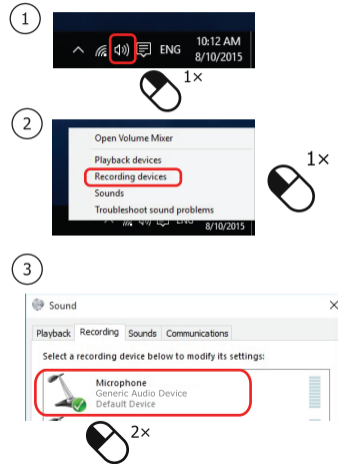 1
ENG
10:12 AM
8/10/2015
1×
2
Open Volume Mixer
Playback devices
Recording devices
Sounds
Troubleshoot sound problems
8/10/2015
1×
3
Sound
Playback Recording Sounds Communications
Select a recording device below to modify its settings:
Microphone
Generic Audio Device
Default Device
2×